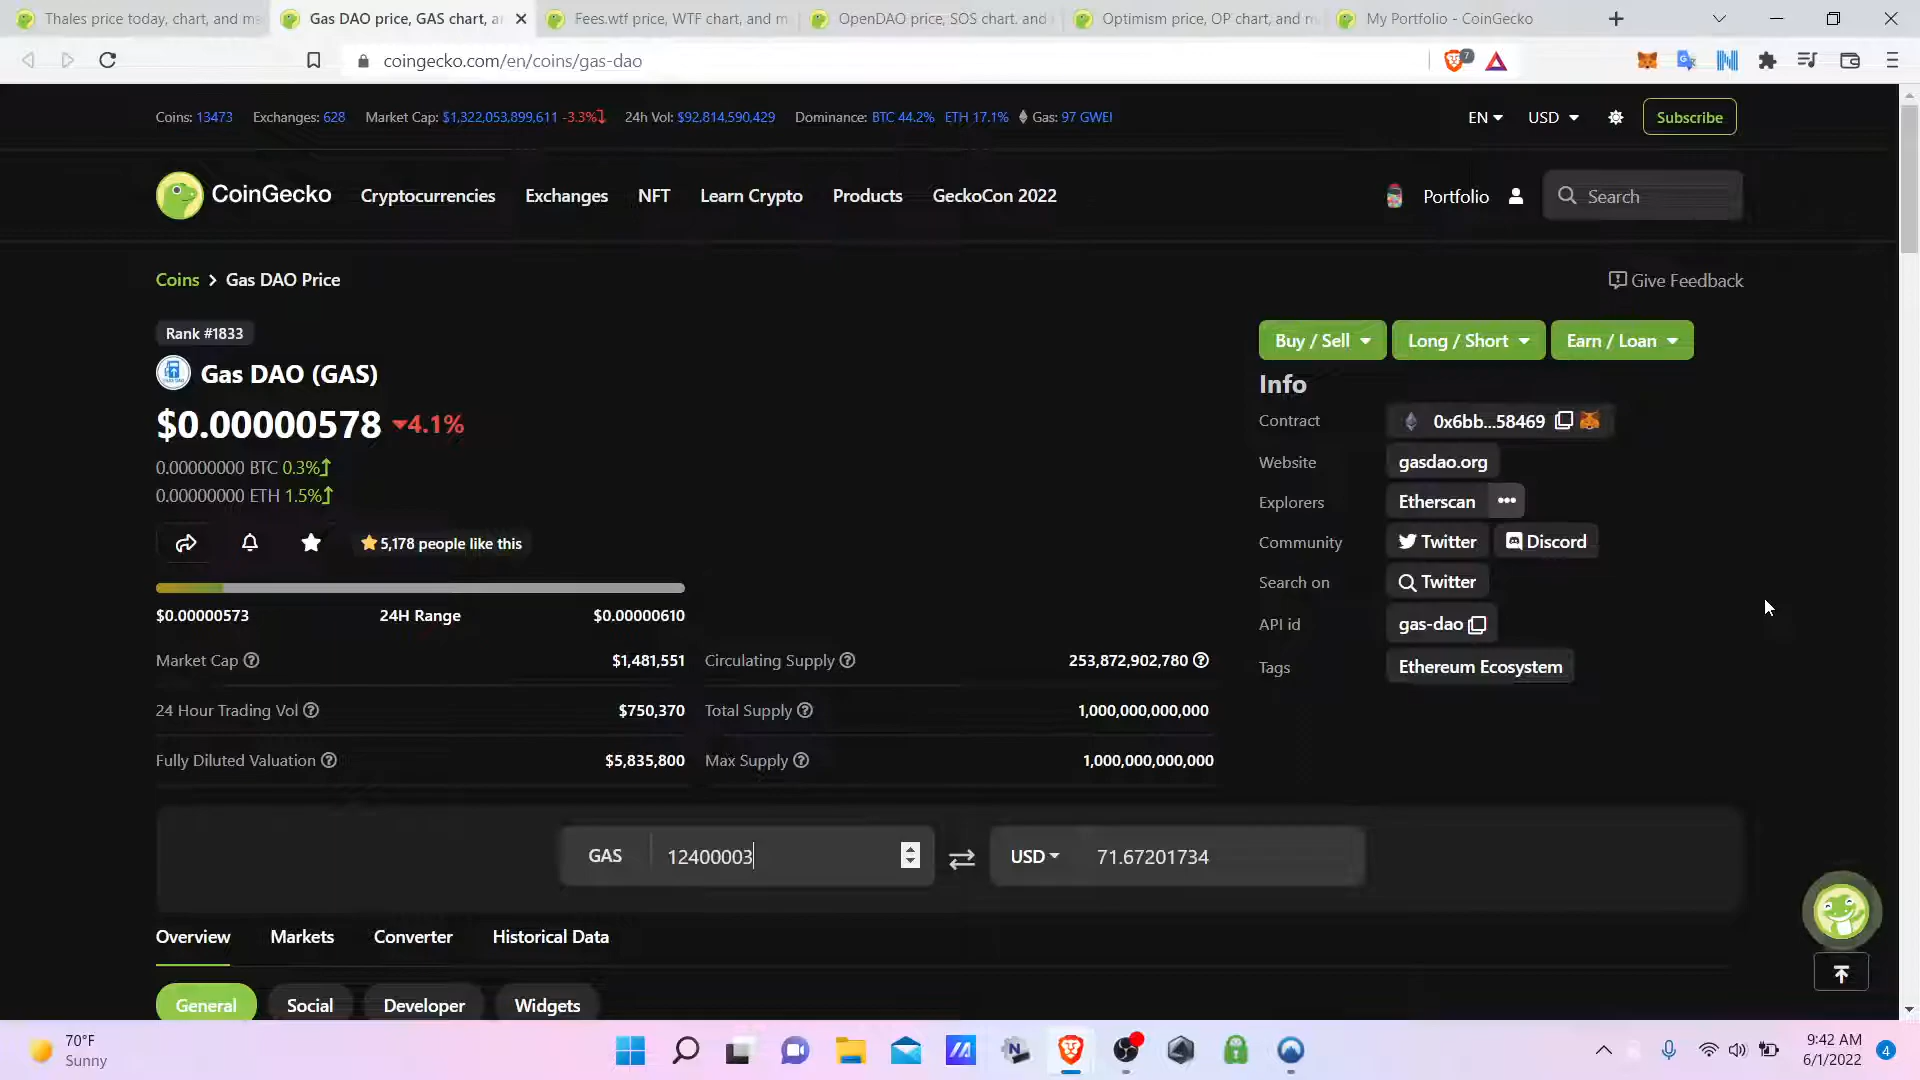 Thales price today, chart, and ma
Gas DAO price, GAS chart, a
Fees.wtf price, WTF chart, and m
OpenDAO price, SOS chart, and
Optimism price, OP chart, and m
My Portfolio - CoinGecko
coingecko.com/en/coins/gas-dao
7
Coins: 13473 Exchanges: 628 Market Cap: $1,322,053,899,611 -3.3% 24h Vol: $92,814,590,429 Dominance: BTC 44.2% ETH 17.1% Gas: 97 GWEI
EN USD Subscribe
CoinGecko Cryptocurrencies Exchanges NFT Learn Crypto Products GeckoCon 2022 Portfolio Search
Coins > Gas DAO Price
Give Feedback
Rank #1833
Gas DAO (GAS)
$0.00000578 4.1%
0.00000000 BTC 0.3%
0.00000000 ETH 1.5%
5,178 people like this
$0.00000573 24H Range $0.00000610
Market Cap $1,481,551
Circulating Supply 253,872,902,780
24 Hour Trading Vol $750,370
Total Supply 1,000,000,000,000
Fully Diluted Valuation $5,835,800
Max Supply 1,000,000,000,000
Buy / Sell Long / Short Earn / Loan
Info
Contract 0x6bb...58469
Website gasdao.org
Explorers Etherscan •••
Community Twitter Discord
Search on Twitter
API id gas-dao
Tags Ethereum Ecosystem
GAS 12400003 USD 71.67201734
Overview Markets Converter Historical Data
General Social Developer Widgets
70°F
Sunny
9:42 AM
6/1/2022
4